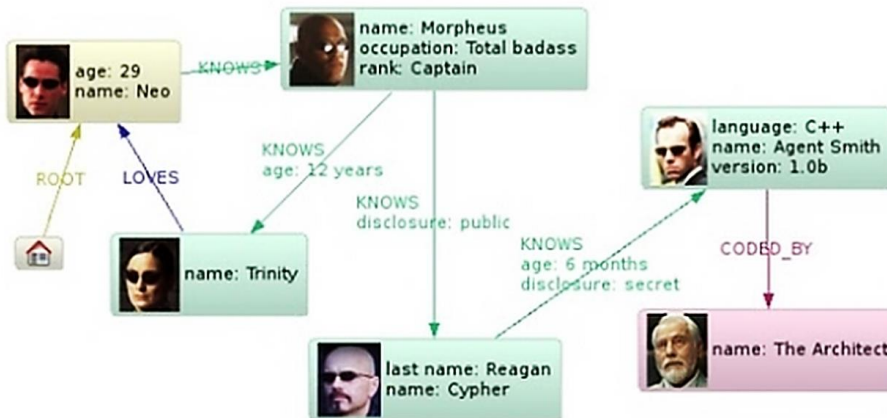 age: 29
name: Neo
KNOWS
name: Morpheus
occupation: Total badass
rank: Captain
ROOT
LOVES
KNOWS
age: 12 years
name: Trinity
KNOWS
disclosure: public
last name: Reagan
name: Cypher
KNOWS
age: 6 months
disclosure: secret
language: C++
name: Agent Smith
version: 1.0b
CODED_BY
name: The Architect